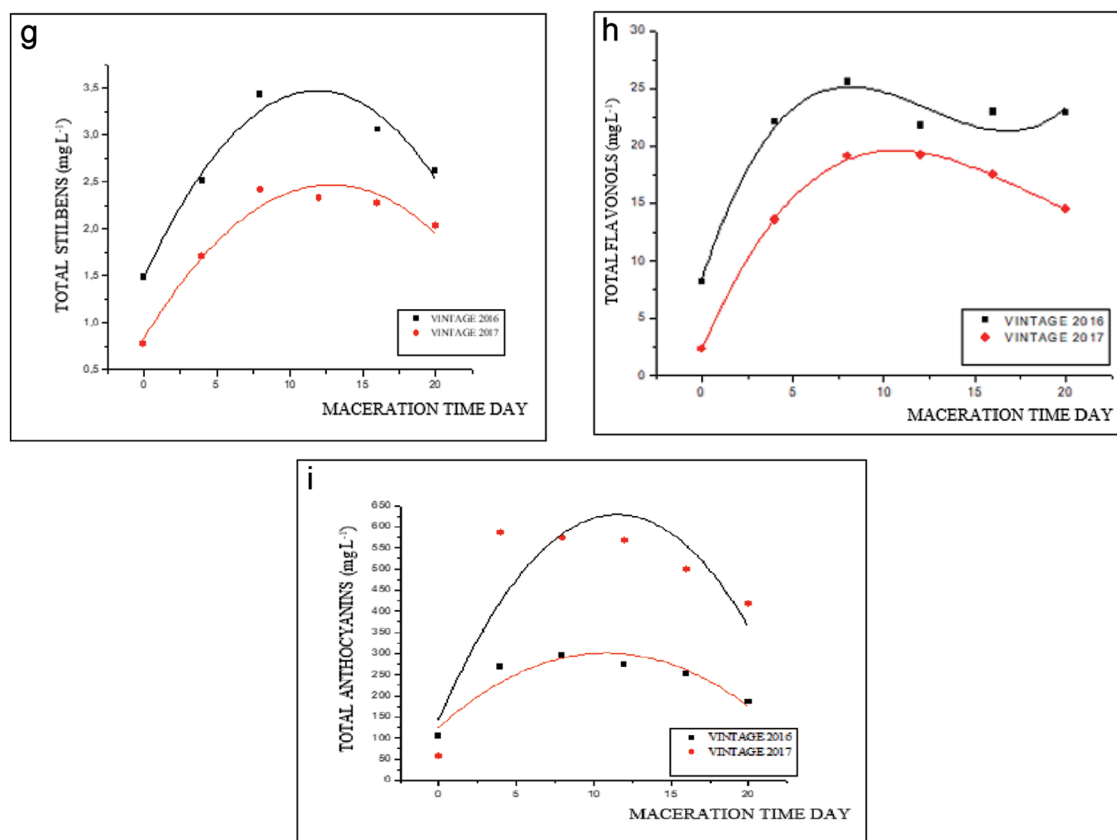 g
TOTAL STILBENS (mg L⁻¹)
3,5
3,0
2,5
2,0
1,5
1,0
0,5
0 5 10 15 20
MACERATION TIME DAY
VINTAGE 2016
VINTAGE 2017
h
TOTAL FLAVONOLS (mg L⁻¹)
30
25
20
15
10
5
0
0 5 10 15 20
MACERATION TIME DAY
VINTAGE 2016
VINTAGE 2017
i
TOTAL ANTHOCYANINS (mg L⁻¹)
650
600
550
500
450
400
350
300
250
200
150
100
50
0
0 5 10 15 20
MACERATION TIME DAY
VINTAGE 2016
VINTAGE 2017